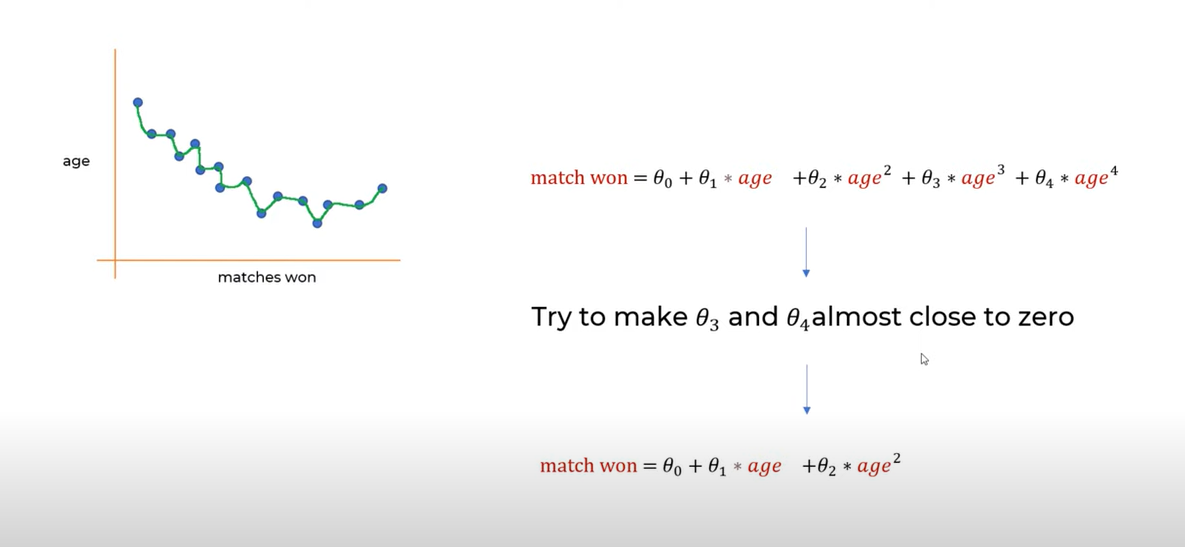 age
matches won
match won = θ₀ + θ₁ * age +θ₂ * age² + θ₃ * age³ + θ₄ * age⁴
Try to make θ₃ and θ₄almost close to zero
match won = θ₀ + θ₁ * age +θ₂ * age²